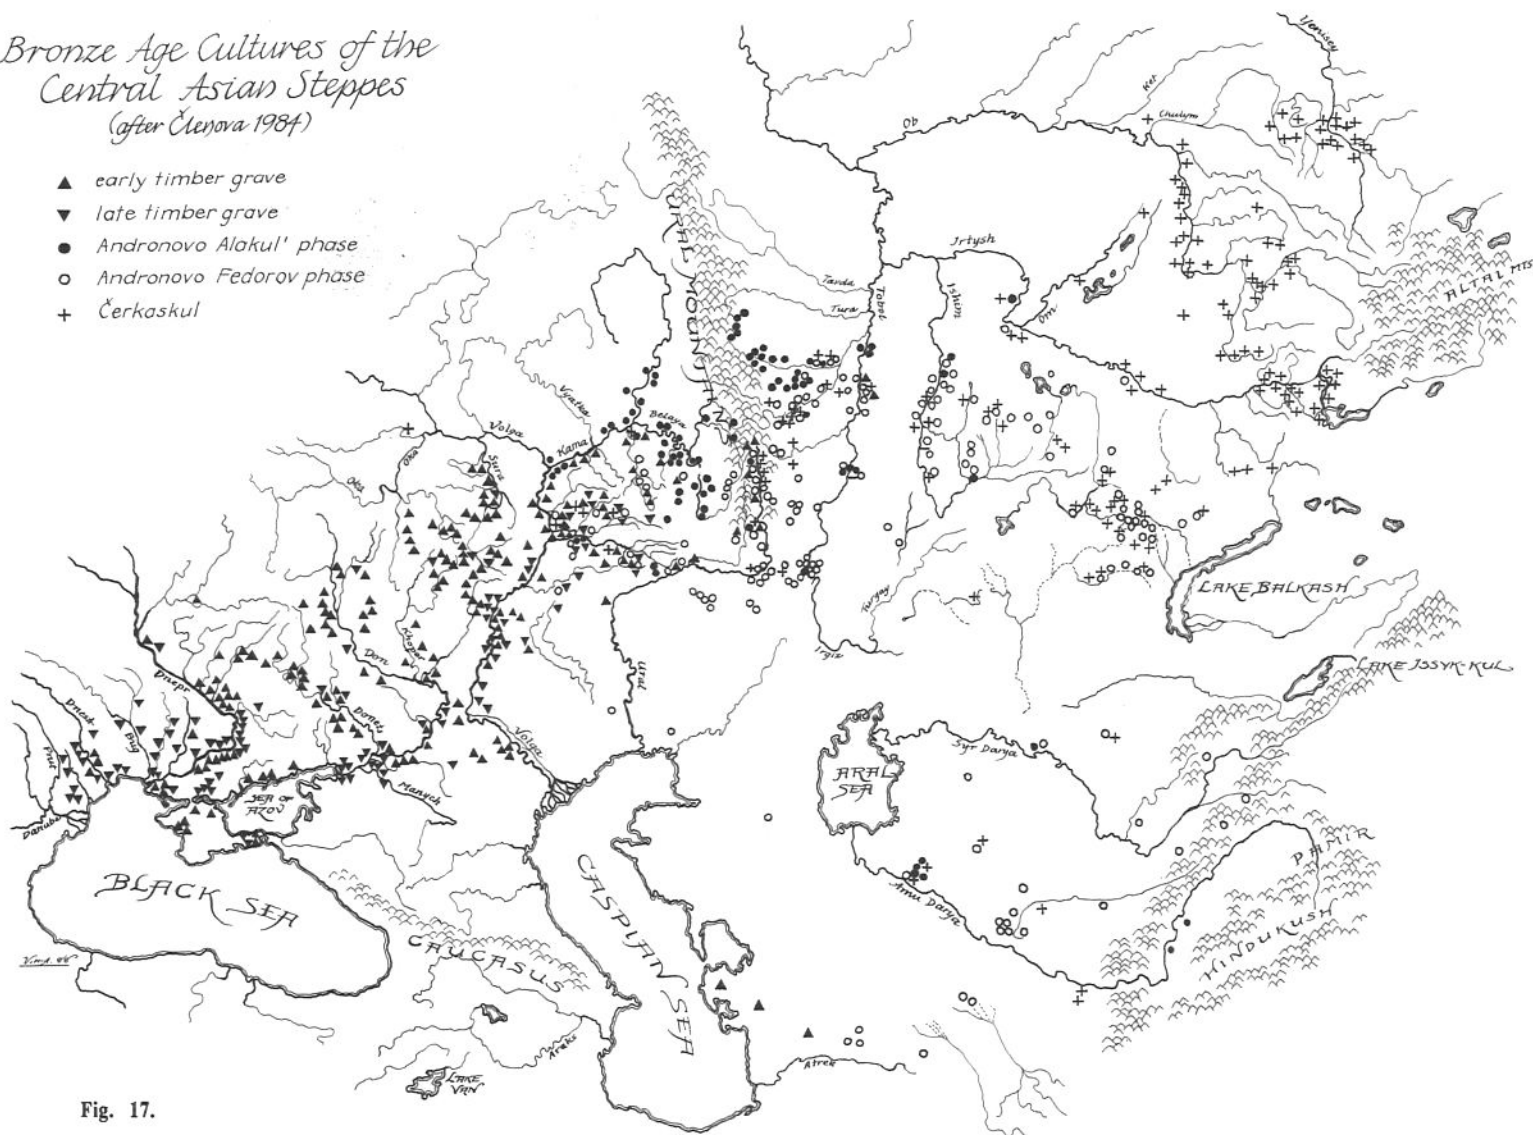 Bronze Age Cultures of the
Central Asian Steppes
(after Členova 1984)
early timber grave
late timber grave
Andronovo Alakul' phase
Andronovo Fedorov phase
Čerkaskul
Yenisey
Ket
Chulym
Ob
URAL MOUNTAINS
Irtysh
ALTAI MTS
Tavda
Tura
Tobol
Ishim
Om
Vyatka
Belaya
Volga
Kama
Oka
Sura
Oka
LAKE BALKASH
Turgay
Irgiz
Khoper
Don
Ural
LAKE ISSYK-KUL
Dnepr
Dnestr
Bug
Prut
Donets
Volga
Syr Darya
ARAL
SEA
Manych
SEA OF
AZOV
Danube
PAMIR
BLACK SEA
CASPIAN SEA
Amu Darya
HINDUKUSH
CAUCASUS
Araks
Atrek
LAKE
VAN
Fig. 17.